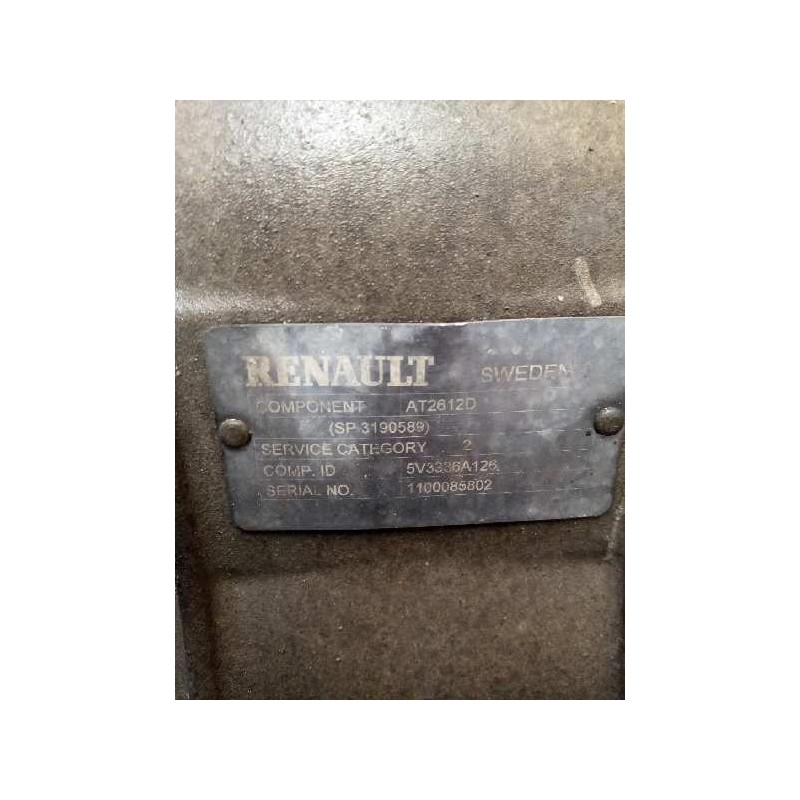 RENAULT SWEDEN
COMPONENT AT2612D
(SP 3190589)
SERVICE CATEGORY 2
COMP. ID 5V3336A126
SERIAL NO. 1100085802